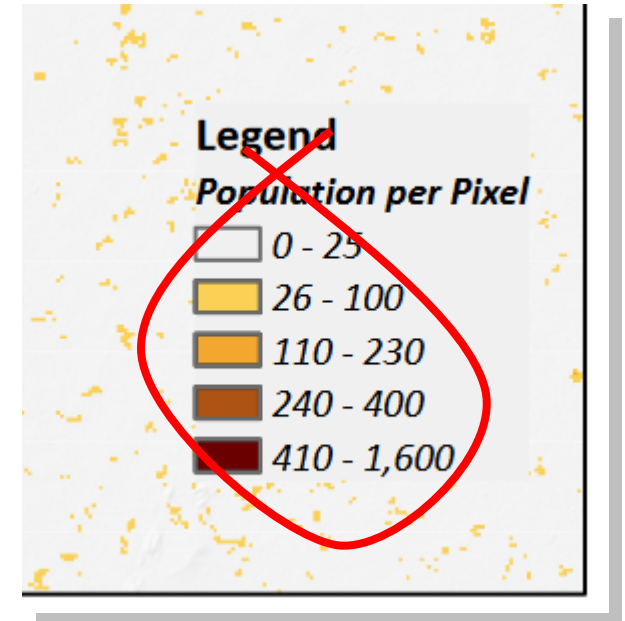 Legend
Population per Pixel
0 - 25
26 - 100
110 - 230
240 - 400
410 - 1,600